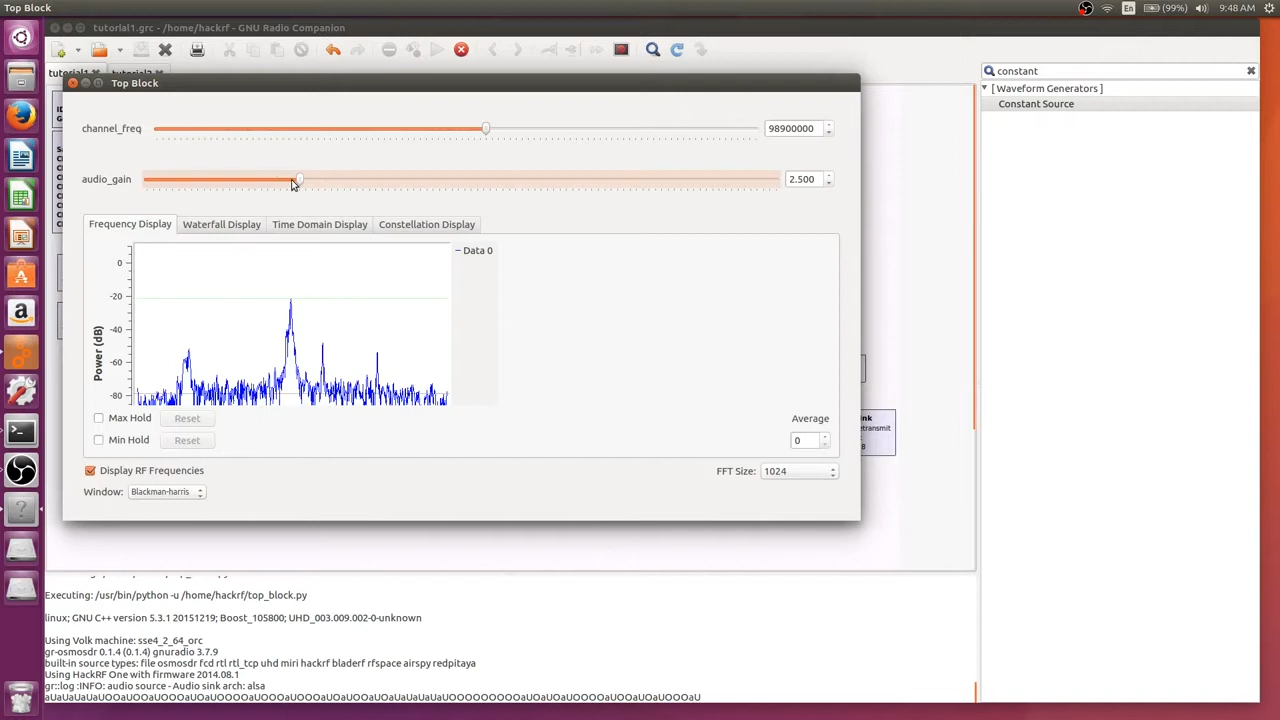 Top Block
En
(99%)
9:48 AM
tutorial1.grc - /home/hackrf - GNU Radio Companion
tutorial1
constant
[ Waveform Generators ]
Constant Source
Top Block
channel_freq
98900000
audio_gain
2.500
Frequency Display
Waterfall Display
Time Domain Display
Constellation Display
Data 0
0
-20
-40
-60
-80
Power (dB)
Max Hold
Reset
Average
Min Hold
Reset
0
Display RF Frequencies
FFT Size:
1024
Window:
Blackman-harris
ink
etransmit
Executing: /usr/bin/python -u /home/hackrf/top_block.py
linux; GNU C++ version 5.3.1 20151219; Boost_105800; UHD_003.009.002-0-unknown
Using Volk machine: sse4_2_64_orc
gr-osmosdr 0.1.4 (0.1.4) gnuradio 3.7.9
built-in source types: file osmosdr fcd rtl rtl_tcp uhd miri hackrf bladerf rfspace airspy redpitaya
Using HackRF One with firmware 2014.08.1
gr::log :INFO: audio source - Audio sink arch: alsa